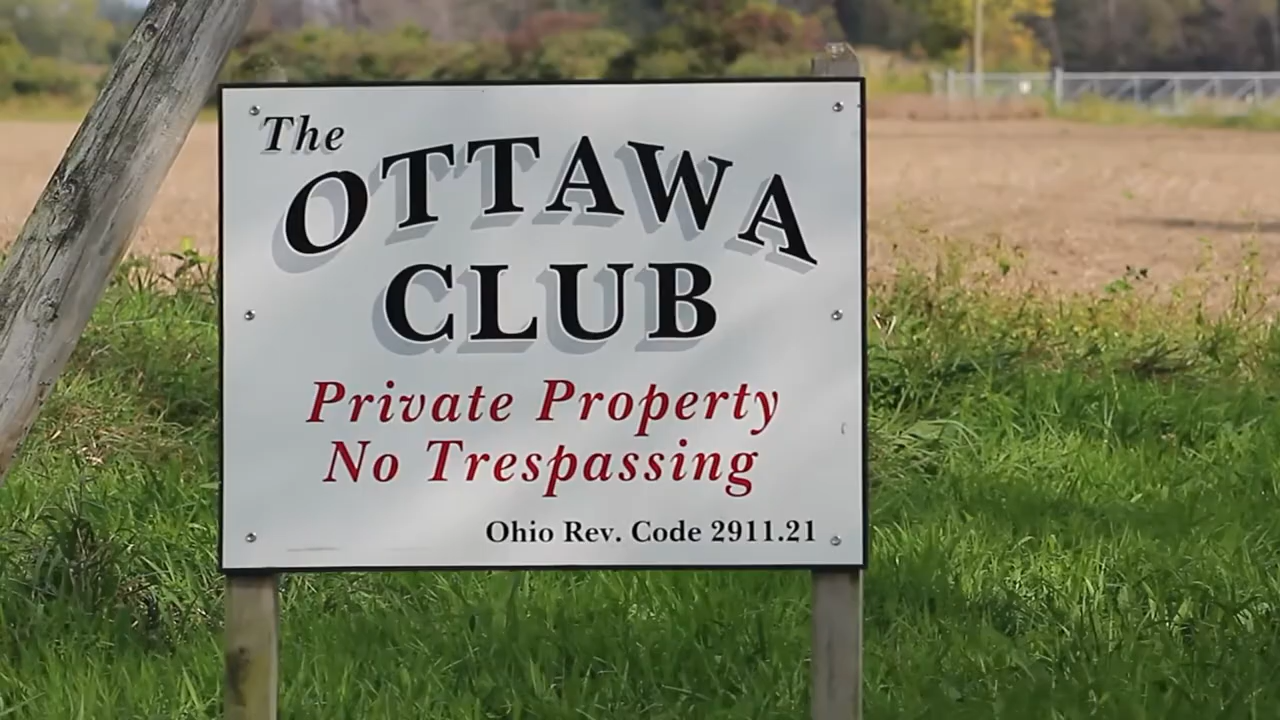 The
OTTAWA
CLUB
Private Property
No Trespassing
Ohio Rev. Code 2911.21